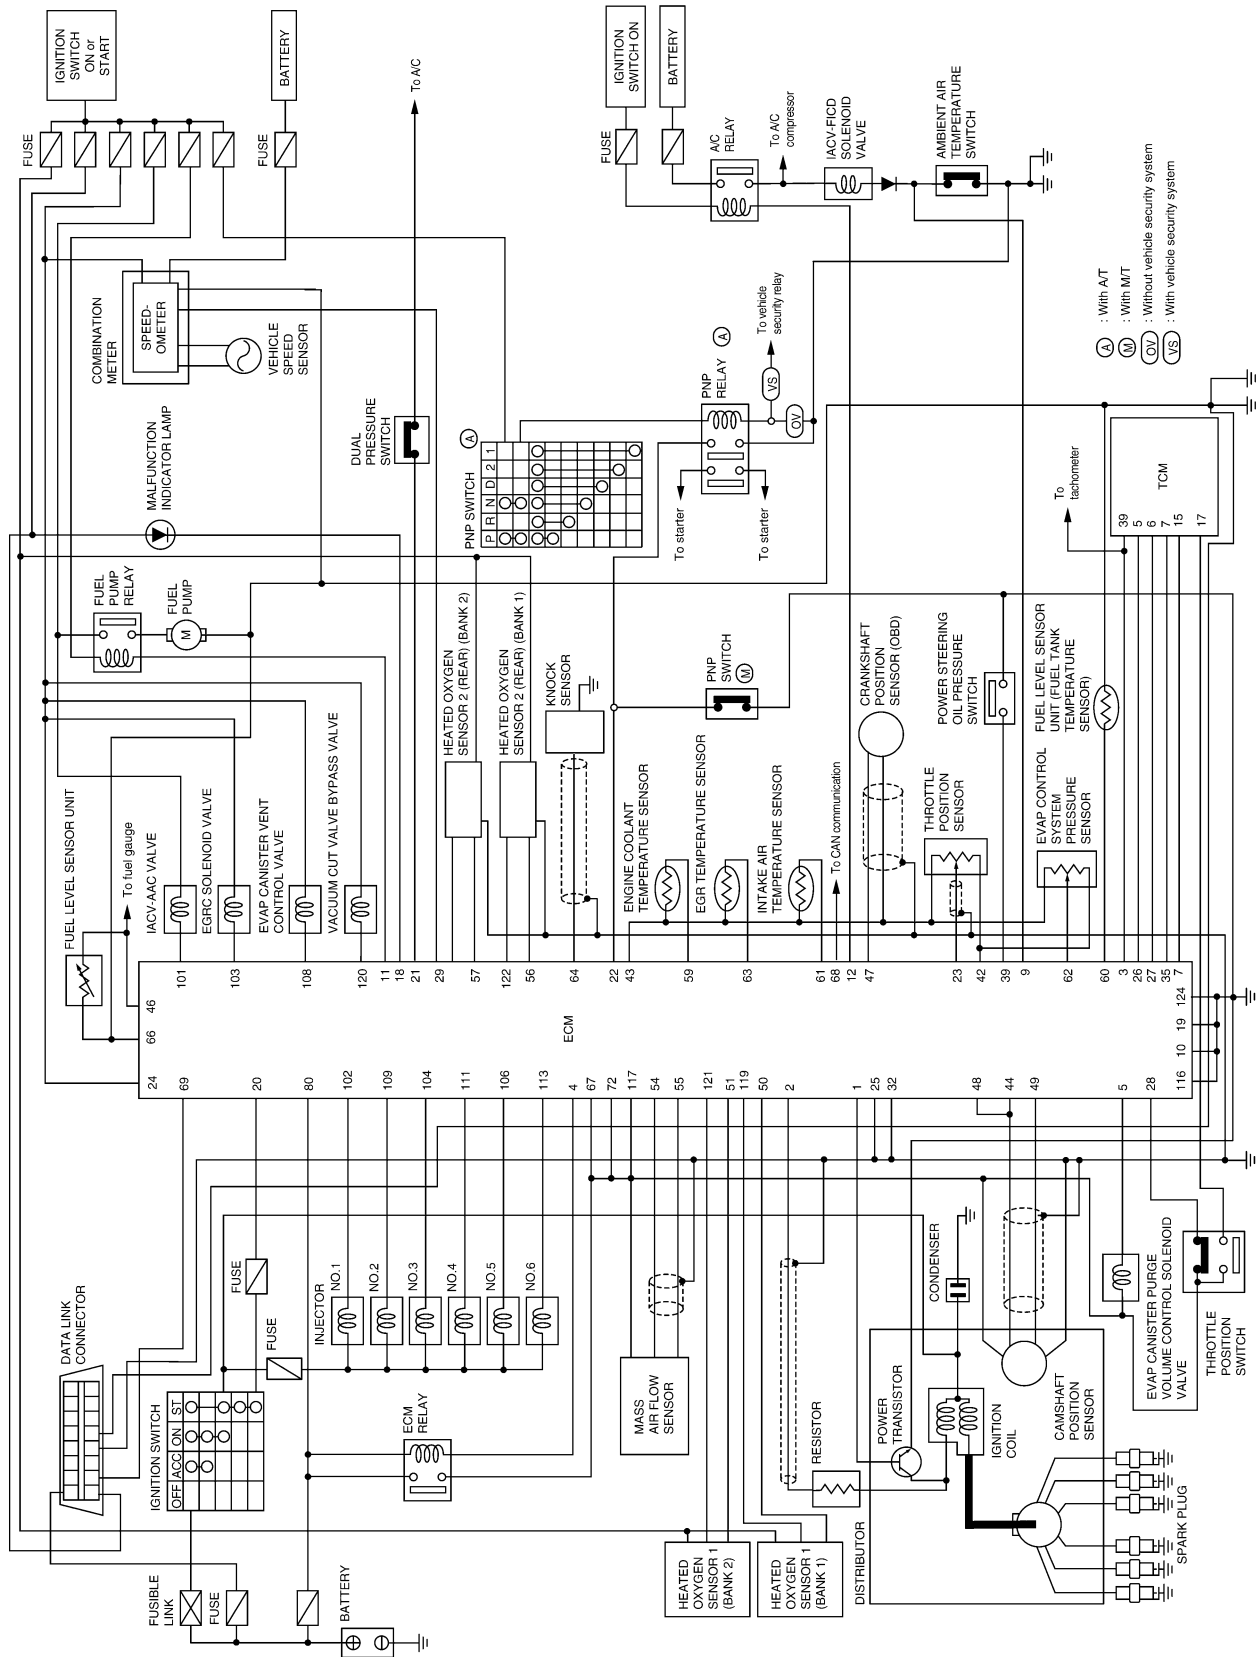 IGNITION
SWITCH
ON or
START
BATTERY
FUSE
FUSE
To A/C
IGNITION
SWITCH ON
BATTERY
FUSE
A/C
RELAY
To A/C
compressor
IACV-FICD
SOLENOID
VALVE
AMBIENT AIR
TEMPERATURE
SWITCH
COMBINATION
METER
SPEED-
OMETER
VEHICLE
SPEED
SENSOR
MALFUNCTION
INDICATOR LAMP
DUAL
PRESSURE
SWITCH
PNP SWITCH
A
P R N D 2 1
PNP
RELAY
A
To vehicle
security relay
VS
OV
To starter
To starter
A : With A/T
M : With M/T
OV : Without vehicle security system
VS : With vehicle security system
FUEL
PUMP
RELAY
FUEL
PUMP
M
HEATED OXYGEN
SENSOR 2 (REAR) (BANK 2)
HEATED OXYGEN
SENSOR 2 (REAR) (BANK 1)
KNOCK
SENSOR
PNP
SWITCH
M
CRANKSHAFT
POSITION
SENSOR (OBD)
POWER STEERING
OIL PRESSURE
SWITCH
FUEL LEVEL SENSOR
UNIT (FUEL TANK
TEMPERATURE
SENSOR)
To
tachometer
TCM
39
5
6
7
15
17
FUEL LEVEL SENSOR UNIT
To fuel gauge
IACV-AAC VALVE
EGRC SOLENOID VALVE
EVAP CANISTER VENT
CONTROL VALVE
VACUUM CUT VALVE BYPASS VALVE
ENGINE COOLANT
TEMPERATURE SENSOR
EGR TEMPERATURE SENSOR
INTAKE AIR
TEMPERATURE SENSOR
To CAN communication
THROTTLE
POSITION
SENSOR
EVAP CONTROL
SYSTEM
PRESSURE
SENSOR
46
66
24
101
103
108
120
11
18
21
29
57
122
56
64
22
43
59
63
61
68
12
47
23
42
39
9
62
60
3
26
27
35
7
124
19
10
116
ECM
69
20
80
102
109
104
111
106
113
4
67
72
117
54
55
121
51
119
50
2
1
25
32
48
44
49
5
28
DATA LINK
CONNECTOR
FUSE
FUSE
INJECTOR
NO.1
NO.2
NO.3
NO.4
NO.5
NO.6
IGNITION SWITCH
OFF ACC ON ST
ECM
RELAY
MASS
AIR FLOW
SENSOR
CONDENSER
RESISTOR
POWER
TRANSISTOR
IGNITION
COIL
CAMSHAFT
POSITION
SENSOR
EVAP CANISTER PURGE
VOLUME CONTROL SOLENOID
VALVE
THROTTLE
POSITION
SWITCH
FUSIBLE
LINK
FUSE
BATTERY
HEATED
OXYGEN
SENSOR 1
(BANK 2)
HEATED
OXYGEN
SENSOR 1
(BANK 1)
DISTRIBUTOR
SPARK PLUG